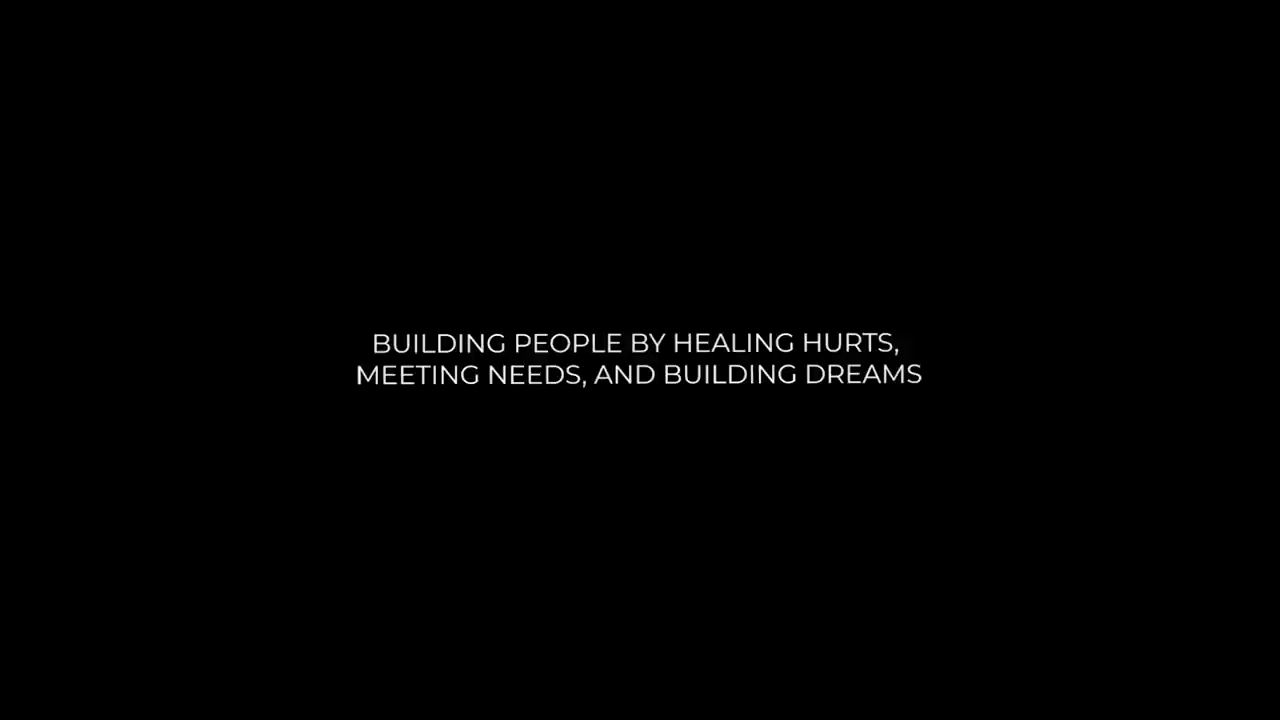 BUILDING PEOPLE BY HEALING HURTS,
MEETING NEEDS, AND BUILDING DREAMS